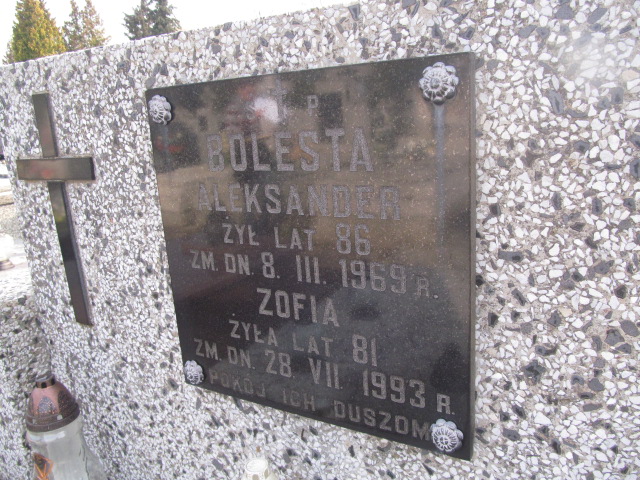 Ś P
BOLESTA
ALEKSANDER
ŻYŁ LAT 86
ZM. DN. 8. III. 1969 R.
ZOFIA
ŻYŁA LAT 81
ZM. DN. 28. VII. 1993 R.
POKÓJ ICH DUSZOM